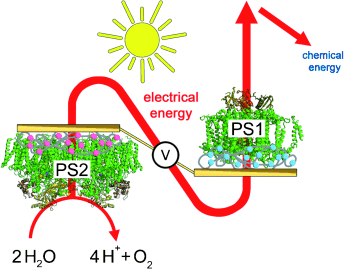 chemical
energy
electrical
energy
PS1
PS2
V
2H₂O
4H⁺+O₂